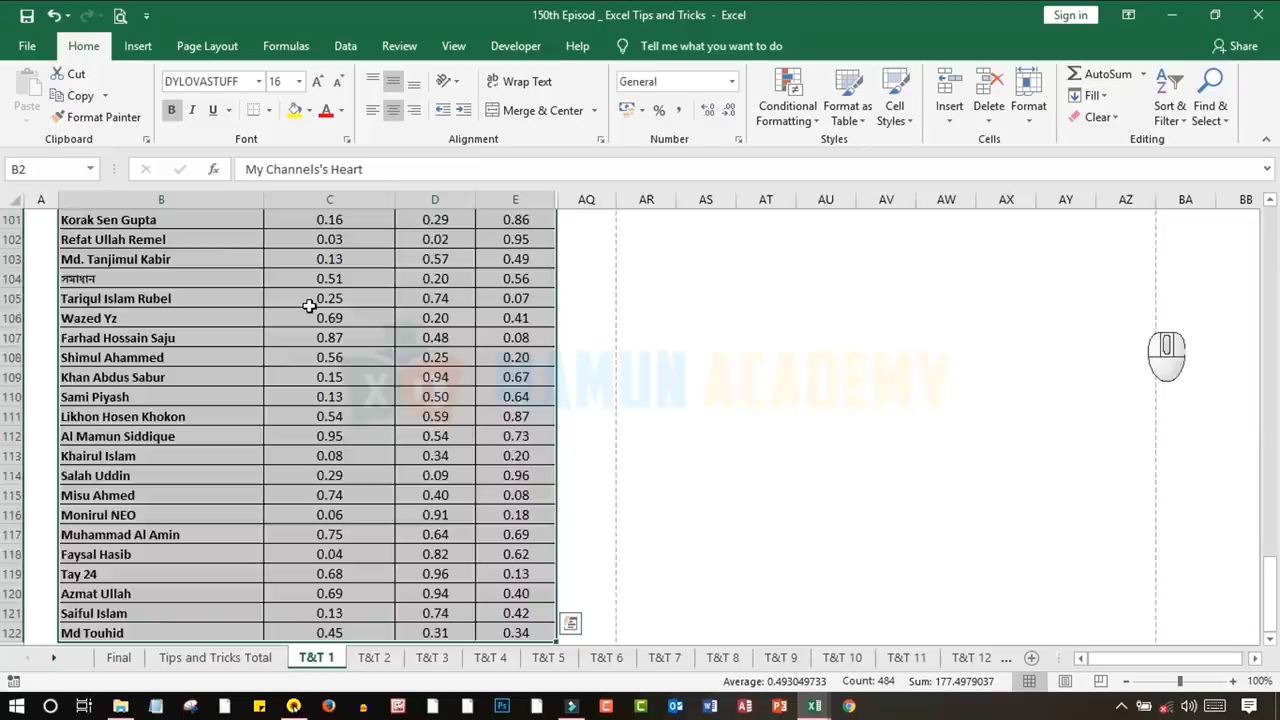 150th Episod _ Excel Tips and Tricks - Excel
Sign in
File Home Insert Page Layout Formulas Data Review View Developer Help Tell me what you want to do Share
Paste
Cut
Copy
Format Painter
Clipboard
DYLOVASTUFF 16
B I U
Font
Wrap Text
Merge & Center
Alignment
General
Number
Conditional Formatting
Format as Table
Cell Styles
Styles
Insert Delete Format
Cells
AutoSum
Fill
Clear
Sort & Filter
Find & Select
Editing
B2 fx My Channels's Heart
A B C D E AQ AR AS AT AU AV AW AX AY AZ BA BB
101 Korak Sen Gupta 0.16 0.29 0.86
102 Refat Ullah Remel 0.03 0.02 0.95
103 Md. Tanjimul Kabir 0.13 0.57 0.49
104 সমাধান 0.51 0.20 0.56
105 Tariqul Islam Rubel 0.25 0.74 0.07
106 Wazed Yz 0.69 0.20 0.41
107 Farhad Hossain Saju 0.87 0.48 0.08
108 Shimul Ahammed 0.56 0.25 0.20
109 Khan Abdus Sabur 0.15 0.94 0.67
110 Sami Piyash 0.13 0.50 0.64
111 Likhon Hosen Khokon 0.54 0.59 0.87
112 Al Mamun Siddique 0.95 0.54 0.73
113 Khairul Islam 0.08 0.34 0.20
114 Salah Uddin 0.29 0.09 0.96
115 Misu Ahmed 0.74 0.40 0.08
116 Monirul NEO 0.06 0.91 0.18
117 Muhammad Al Amin 0.75 0.64 0.69
118 Faysal Hasib 0.04 0.82 0.62
119 Tay 24 0.68 0.96 0.13
120 Azmat Ullah 0.69 0.94 0.40
121 Saiful Islam 0.13 0.74 0.42
122 Md Touhid 0.45 0.31 0.34
MAMUN ACADEMY
Final Tips and Tricks Total T&T 1 T&T 2 T&T 3 T&T 4 T&T 5 T&T 6 T&T 7 T&T 8 T&T 9 T&T 10 T&T 11 T&T 12 ...
Average: 0.493049733 Count: 484 Sum: 177.4979037 100%